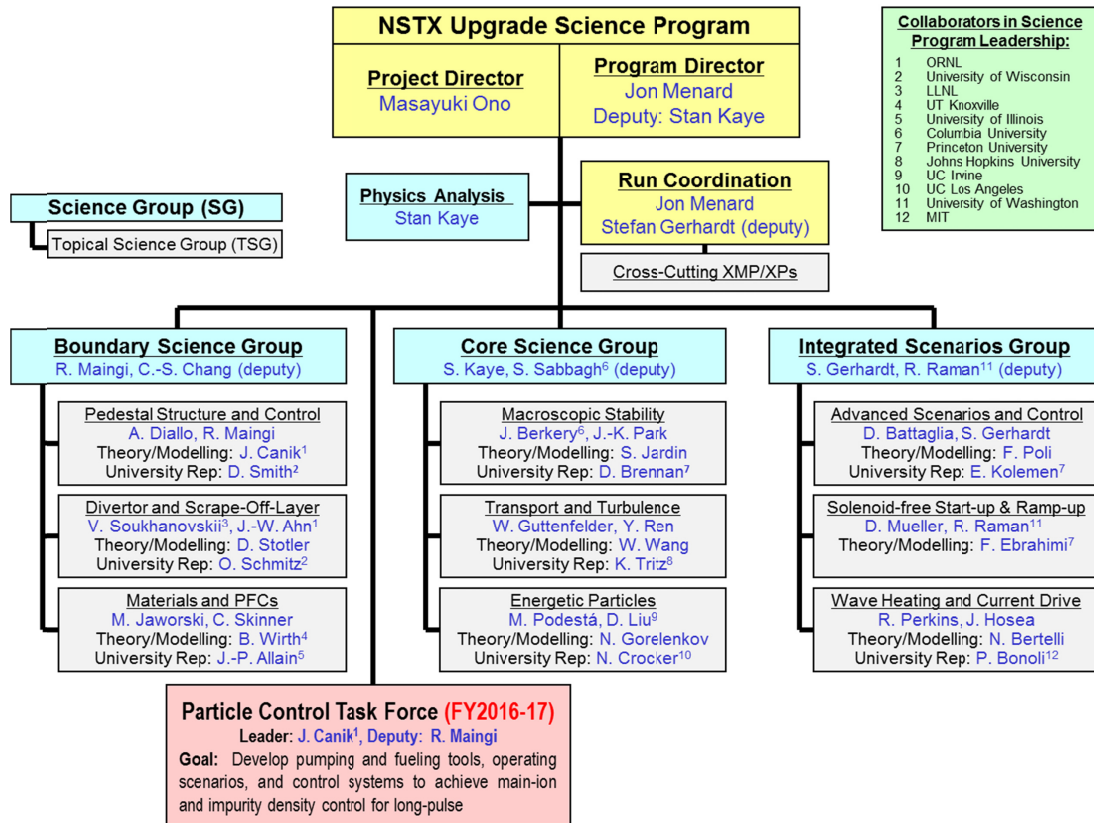 NSTX Upgrade Science Program
Project Director
Masayuki Ono
Program Director
Jon Menard
Deputy: Stan Kaye
Collaborators in Science
Program Leadership:
1 ORNL
2 University of Wisconsin
3 LLNL
4 UT Knoxville
5 University of Illinois
6 Columbia University
7 Princeton University
8 Johns Hopkins University
9 UC Irvine
10 UC Los Angeles
11 University of Washington
12 MIT
Science Group (SG)
Topical Science Group (TSG)
Physics Analysis
Stan Kaye
Run Coordination
Jon Menard
Stefan Gerhardt (deputy)
Cross-Cutting XMP/XPs
Boundary Science Group
R. Maingi, C.-S. Chang (deputy)
Pedestal Structure and Control
A. Diallo, R. Maingi
Theory/Modelling: J. Canik¹
University Rep: D. Smith²
Divertor and Scrape-Off-Layer
V. Soukhanovskii³, J.-W. Ahn¹
Theory/Modelling: D. Stotler
University Rep: O. Schmitz²
Materials and PFCs
M. Jaworski, C. Skinner
Theory/Modelling: B. Wirth⁴
University Rep: J.-P. Allain⁵
Core Science Group
S. Kaye, S. Sabbagh⁶ (deputy)
Macroscopic Stability
J. Berkery⁶, J.-K. Park
Theory/Modelling: S. Jardin
University Rep: D. Brennan⁷
Transport and Turbulence
W. Guttenfelder, Y. Ren
Theory/Modelling: W. Wang
University Rep: K. Tritz⁸
Energetic Particles
M. Podestá, D. Liu⁹
Theory/Modelling: N. Gorelenkov
University Rep: N. Crocker¹⁰
Integrated Scenarios Group
S. Gerhardt, R. Raman¹¹ (deputy)
Advanced Scenarios and Control
D. Battaglia, S. Gerhardt
Theory/Modelling: F. Poli
University Rep: E. Kolemen⁷
Solenoid-free Start-up & Ramp-up
D. Mueller, R. Raman¹¹
Theory/Modelling: F. Ebrahimi⁷
Wave Heating and Current Drive
R. Perkins, J. Hosea
Theory/Modelling: N. Bertelli
University Rep: P. Bonoli¹²
Particle Control Task Force (FY2016-17)
Leader: J. Canik¹, Deputy: R. Maingi
Goal: Develop pumping and fueling tools, operating
scenarios, and control systems to achieve main-ion
and impurity density control for long-pulse